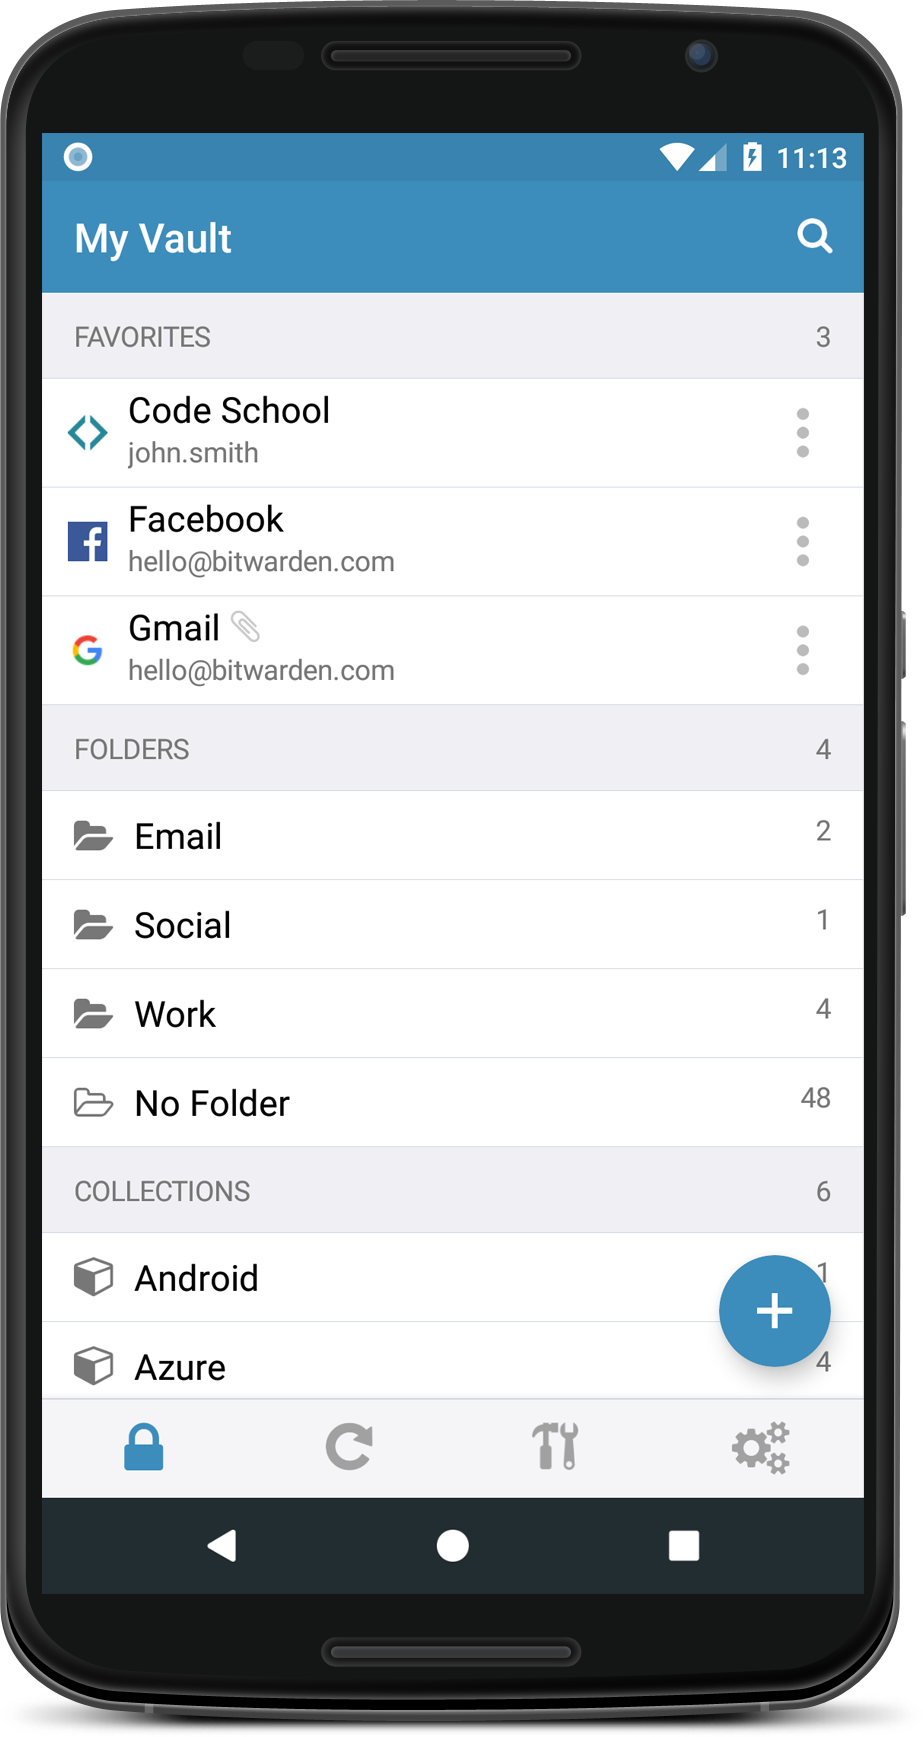 11:13
My Vault
FAVORITES 3
Code School
john.smith
Facebook
hello@bitwarden.com
Gmail
hello@bitwarden.com
FOLDERS 4
Email 2
Social 1
Work 4
No Folder 48
COLLECTIONS 6
Android 1
Azure 4